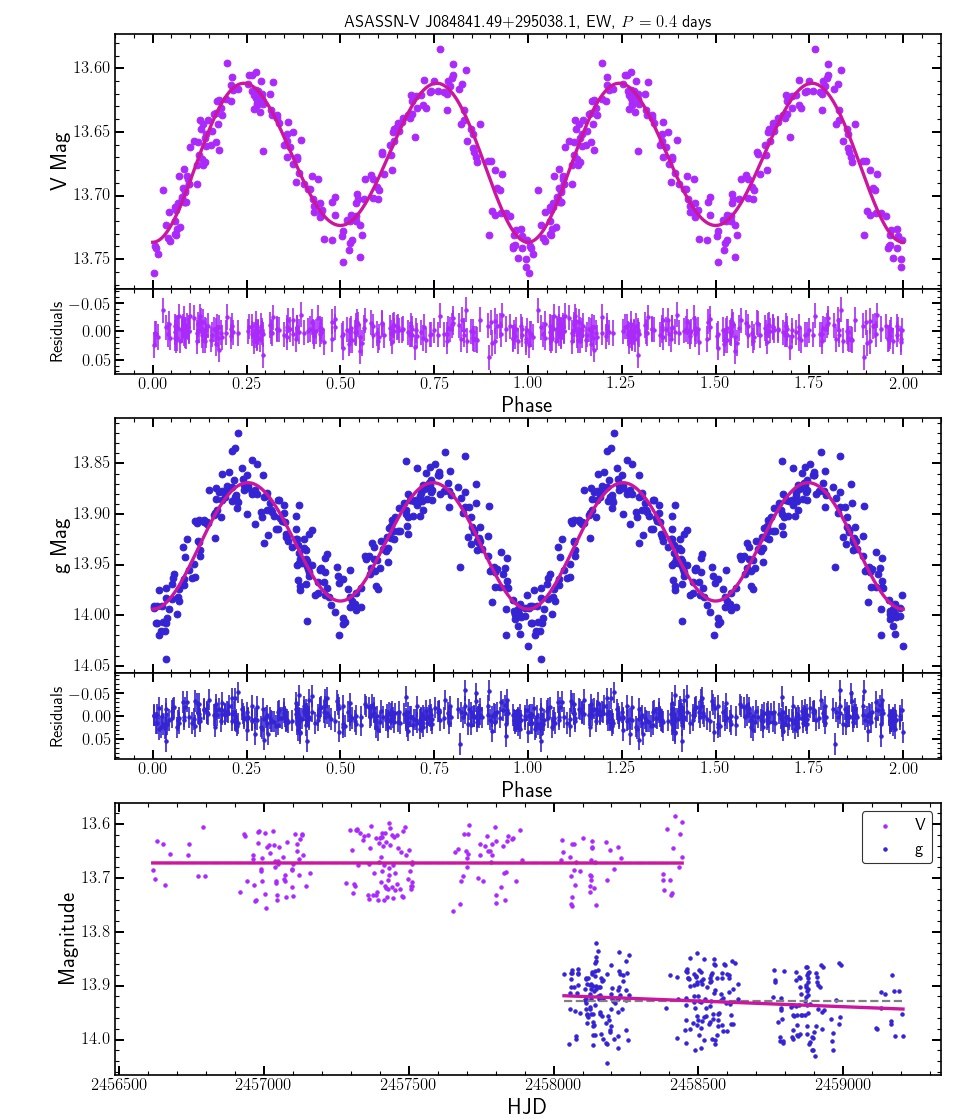 ASASSN-V J084841.49+295038.1, EW, P = 0.4 days
V Mag
13.60
13.65
13.70
13.75
Residuals
−0.05
0.00
0.05
0.00 0.25 0.50 0.75 1.00 1.25 1.50 1.75 2.00
Phase
g Mag
13.85
13.90
13.95
14.00
14.05
Residuals
−0.05
0.00
0.05
0.00 0.25 0.50 0.75 1.00 1.25 1.50 1.75 2.00
Phase
Magnitude
13.6
13.7
13.8
13.9
14.0
V
g
2456500 2457000 2457500 2458000 2458500 2459000
HJD